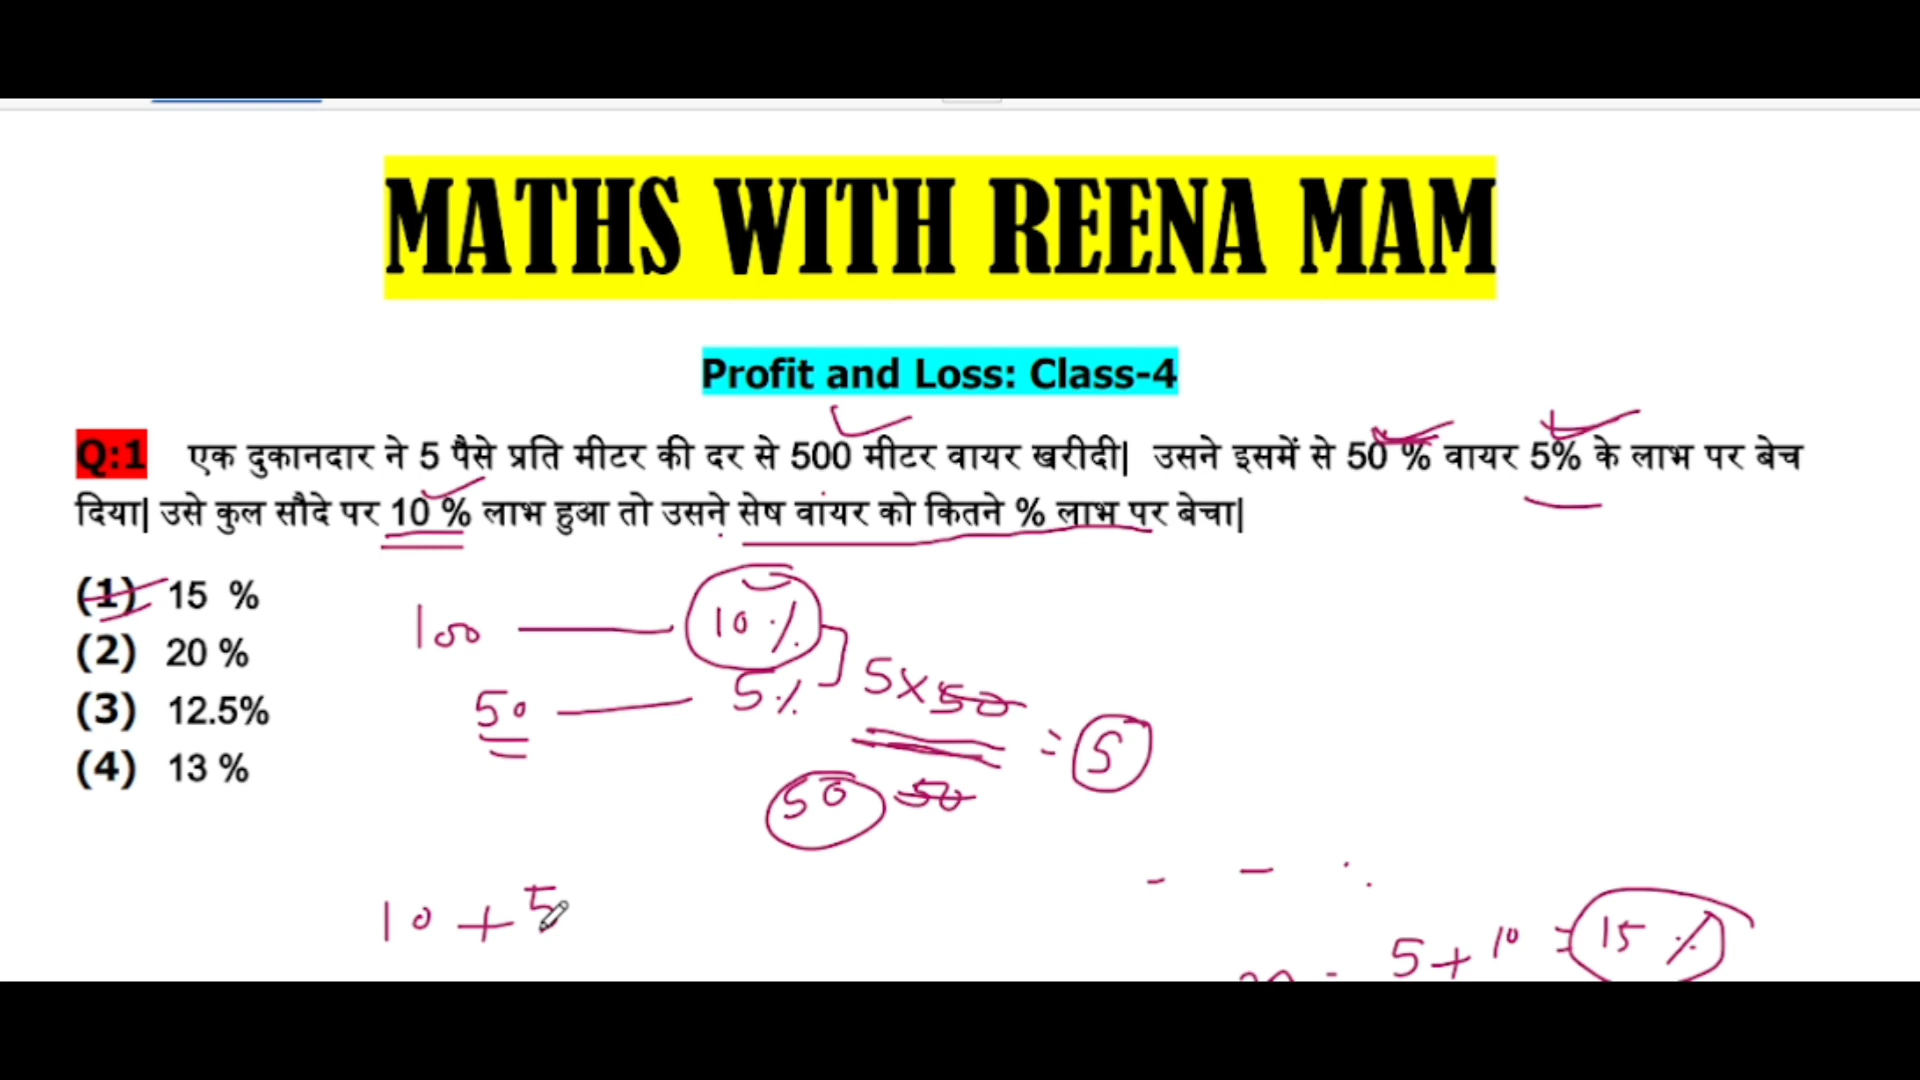 MATHS WITH REENA MAM
Profit and Loss: Class-4
Q:1 एक दुकानदार ने 5 पैसे प्रति मीटर की दर से 500 मीटर वायर खरीदी| उसने इसमें से 50 % वायर 5% के लाभ पर बेच
दिया| उसे कुल सौदे पर 10 % लाभ हुआ तो उसने सेष वायर को कितने % लाभ पर बेचा|
(1) 15 %
(2) 20 %
(3) 12.5%
(4) 13 %
100 — 10 %
50 — 5 %
5 x 50
= 5
50 50
10 + 5
5 + 10 = 15 %